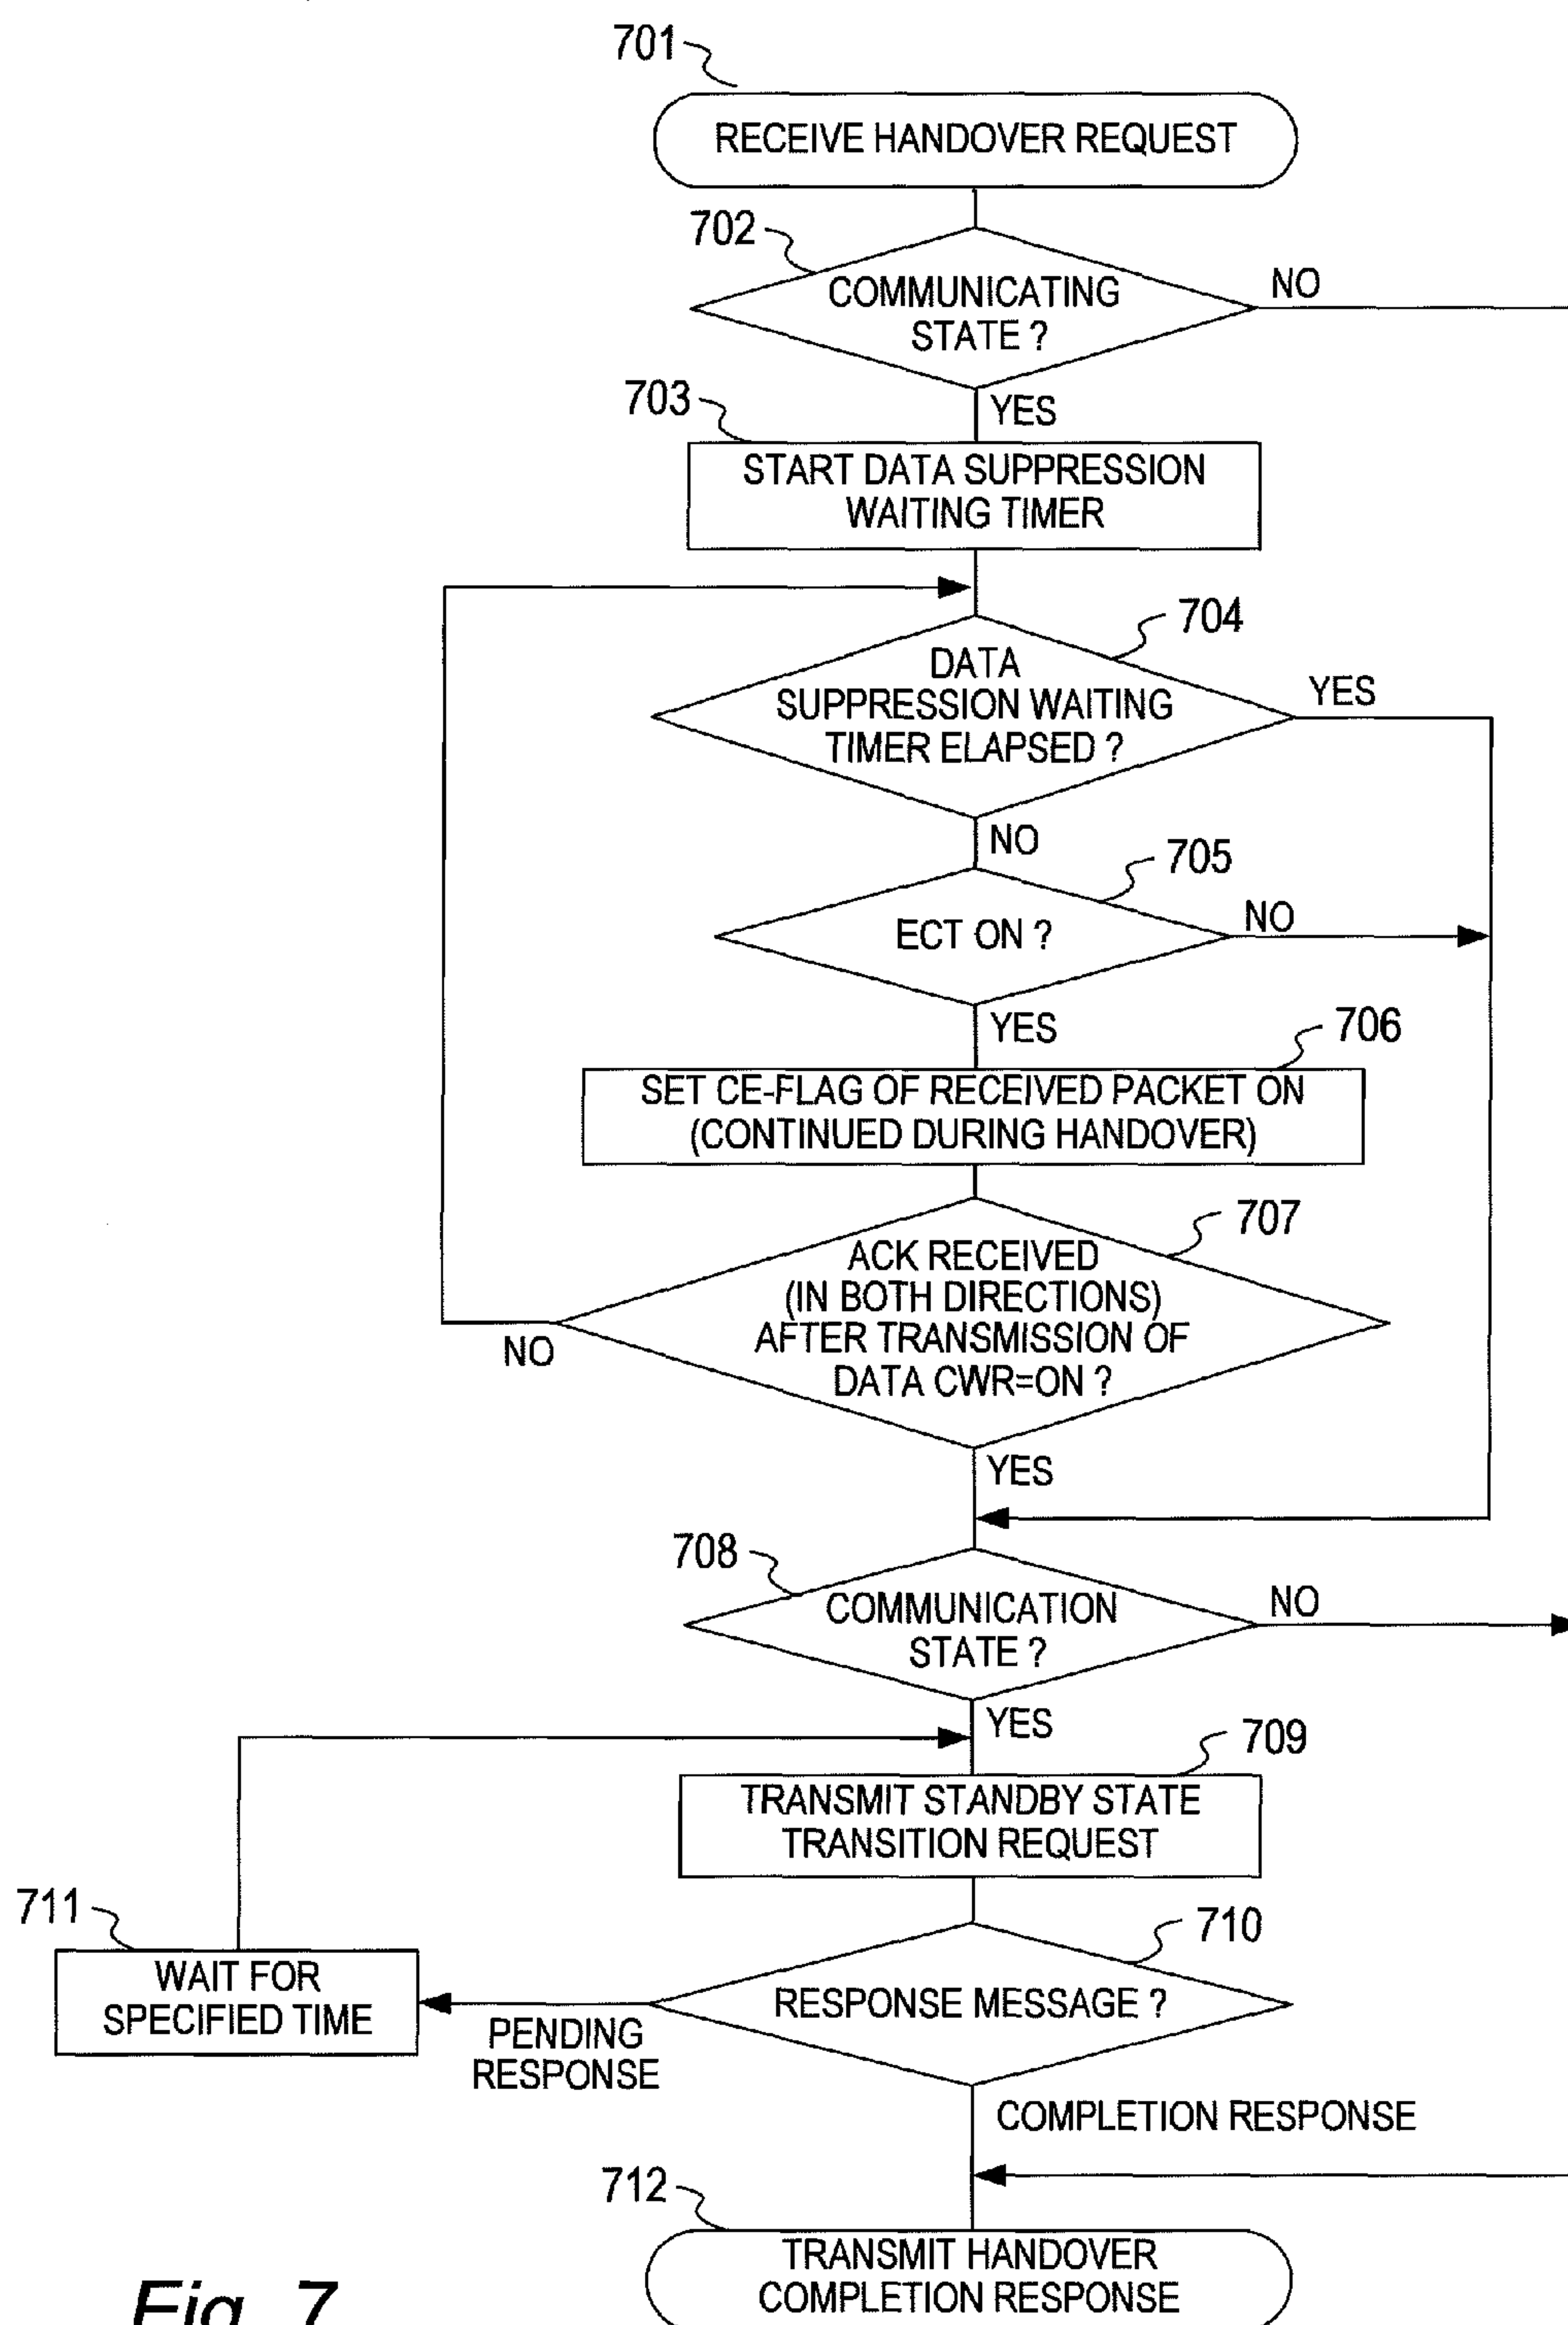 701
RECEIVE HANDOVER REQUEST
702
COMMUNICATING
STATE ?
NO
YES
703
START DATA SUPPRESSION
WAITING TIMER
704
DATA
SUPPRESSION WAITING
TIMER ELAPSED ?
YES
NO
705
ECT ON ?
NO
YES
706
SET CE-FLAG OF RECEIVED PACKET ON
(CONTINUED DURING HANDOVER)
707
ACK RECEIVED
(IN BOTH DIRECTIONS)
AFTER TRANSMISSION OF
DATA CWR=ON ?
NO
YES
708
COMMUNICATION
STATE ?
NO
YES
709
TRANSMIT STANDBY STATE
TRANSITION REQUEST
710
RESPONSE MESSAGE ?
711
WAIT FOR
SPECIFIED TIME
PENDING
RESPONSE
COMPLETION RESPONSE
712
TRANSMIT HANDOVER
COMPLETION RESPONSE
Fig. 7